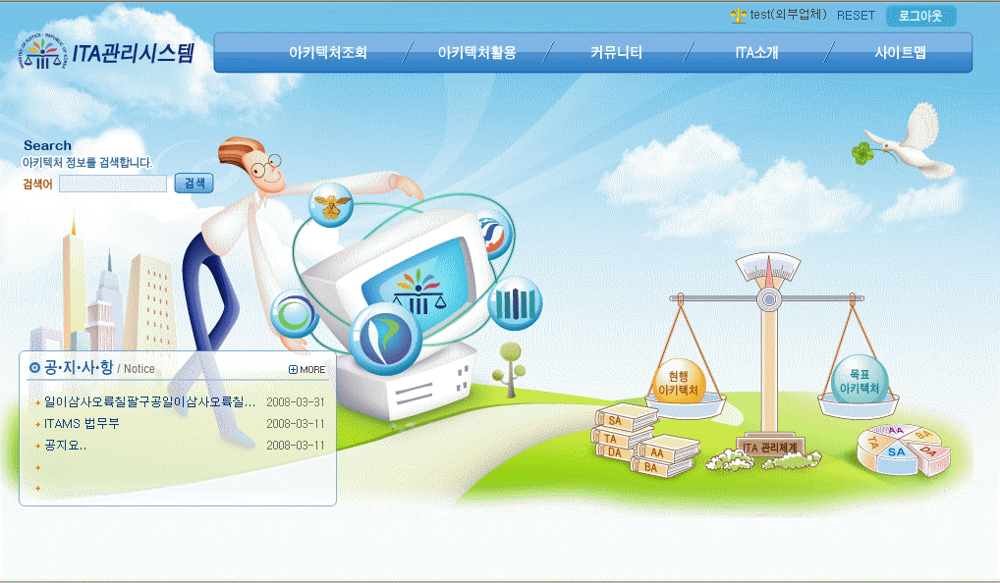 test(외부업체) RESET 로그아웃
MINISTRY OF JUSTICE · REPUBLIC OF KOREA
ITA관리시스템
아키텍처조회 아키텍처활용 커뮤니티 ITA소개 사이트맵
Search
아키텍처 정보를 검색합니다.
검색어 검색
공·지·사·항 / Notice MORE
일이삼사오륙칠팔구공일이삼사오륙칠... 2008-03-31
ITAMS 법무부 2008-03-11
공지요.. 2008-03-11
현행
아키텍처
목표
아키텍처
ITA 관리체계
SA
TA
DA
AA
BA
AA
BA
TA
SA
DA